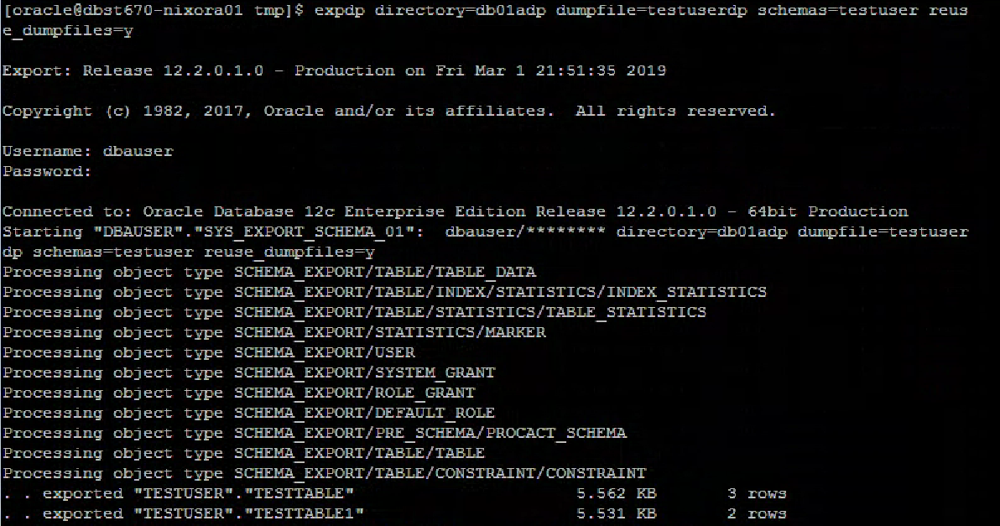 [oracle@dbst670-nixora01 tmp]$ expdp directory=db01adp dumpfile=testuserdp schemas=testuser reus
e_dumpfiles=y
Export: Release 12.2.0.1.0 - Production on Fri Mar 1 21:51:35 2019
Copyright (c) 1982, 2017, Oracle and/or its affiliates.  All rights reserved.
Username: dbauser
Password:
Connected to: Oracle Database 12c Enterprise Edition Release 12.2.0.1.0 - 64bit Production
Starting "DBAUSER"."SYS_EXPORT_SCHEMA_01":  dbauser/******** directory=db01adp dumpfile=testuser
dp schemas=testuser reuse_dumpfiles=y
Processing object type SCHEMA_EXPORT/TABLE/TABLE_DATA
Processing object type SCHEMA_EXPORT/TABLE/INDEX/STATISTICS/INDEX_STATISTICS
Processing object type SCHEMA_EXPORT/TABLE/STATISTICS/TABLE_STATISTICS
Processing object type SCHEMA_EXPORT/STATISTICS/MARKER
Processing object type SCHEMA_EXPORT/USER
Processing object type SCHEMA_EXPORT/SYSTEM_GRANT
Processing object type SCHEMA_EXPORT/ROLE_GRANT
Processing object type SCHEMA_EXPORT/DEFAULT_ROLE
Processing object type SCHEMA_EXPORT/PRE_SCHEMA/PROCACT_SCHEMA
Processing object type SCHEMA_EXPORT/TABLE/TABLE
Processing object type SCHEMA_EXPORT/TABLE/CONSTRAINT/CONSTRAINT
. . exported "TESTUSER"."TESTTABLE"                      5.562 KB       3 rows
. . exported "TESTUSER"."TESTTABLE1"                     5.531 KB       2 rows